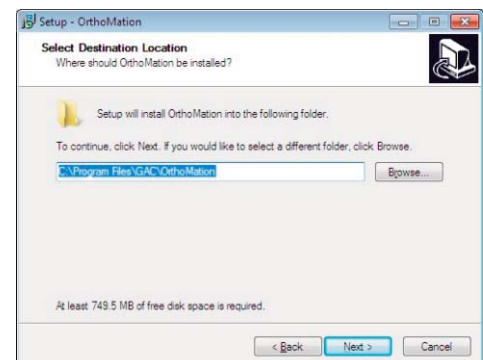 Setup - OrthoMation
Select Destination Location
Where should OrthoMation be installed?
Setup will install OrthoMation into the following folder.
To continue, click Next. If you would like to select a different folder, click Browse.
C:\Program Files\GAC\OrthoMation
Browse...
At least 749.5 MB of free disk space is required.
< Back
Next >
Cancel